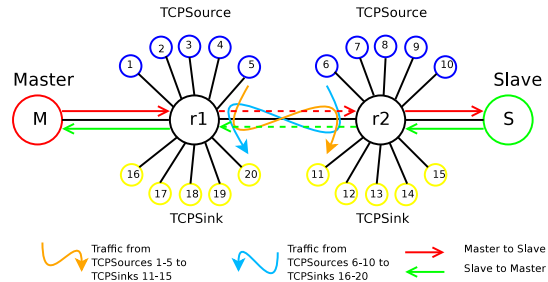 TCPSource TCPSource
1 2 3 4 5 6 7 8 9 10
Master Slave
M r1 r2 S
16 17 18 19 20 11 12 13 14 15
TCPSink TCPSink
Traffic from
TCPSources 1-5 to
TCPSinks 11-15
Traffic from
TCPSources 6-10 to
TCPSinks 16-20
Master to Slave
Slave to Master